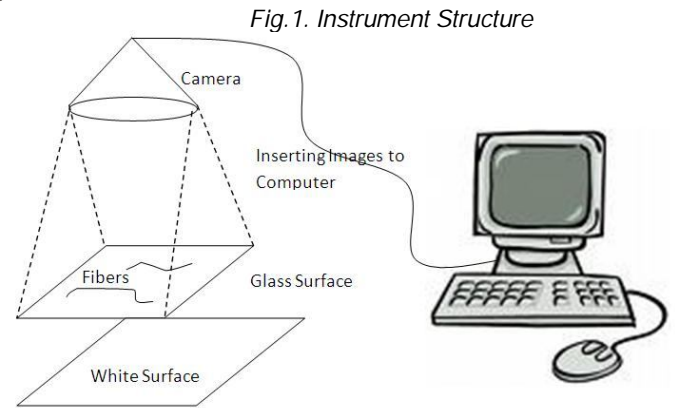 Fig.1. Instrument Structure
Camera
Inserting Images to
Computer
Fibers
Glass Surface
White Surface